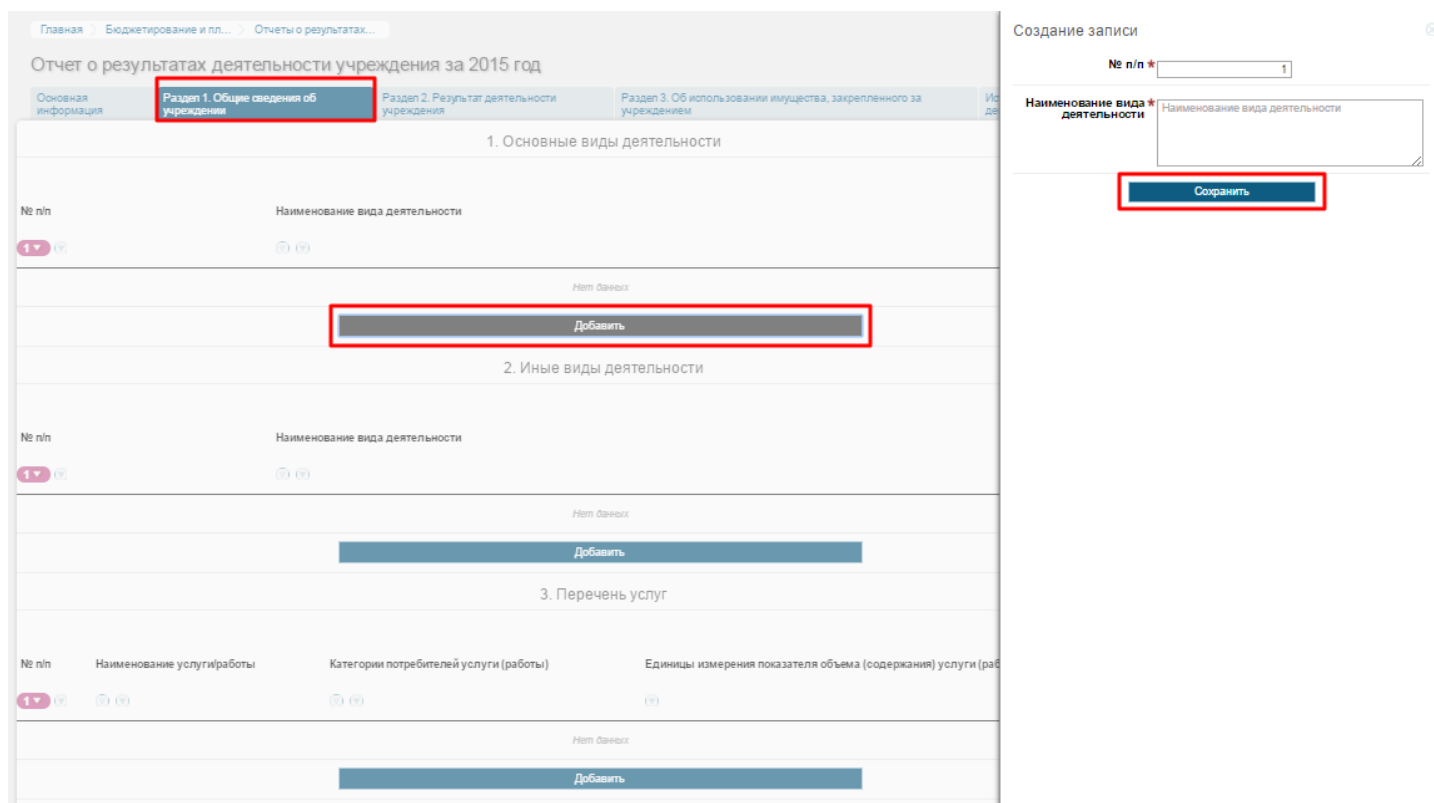 Главная Бюджетирование и пл... Отчеты о результатах...
Отчет о результатах деятельности учреждения за 2015 год
Основная информация
Раздел 1. Общие сведения об учреждении
Раздел 2. Результат деятельности учреждения
Раздел 3. Об использовании имущества, закрепленного за учреждением
1. Основные виды деятельности
№ п/п Наименование вида деятельности
1
Нет данных
Добавить
2. Иные виды деятельности
№ п/п Наименование вида деятельности
1
Нет данных
Добавить
3. Перечень услуг
№ п/п Наименование услуги/работы Категории потребителей услуги (работы) Единицы измерения показателя объема (содержания) услуги (раб
1
Нет данных
Добавить
Создание записи
№ п/п * 1
Наименование вида * Наименование вида деятельности
деятельности
Сохранить